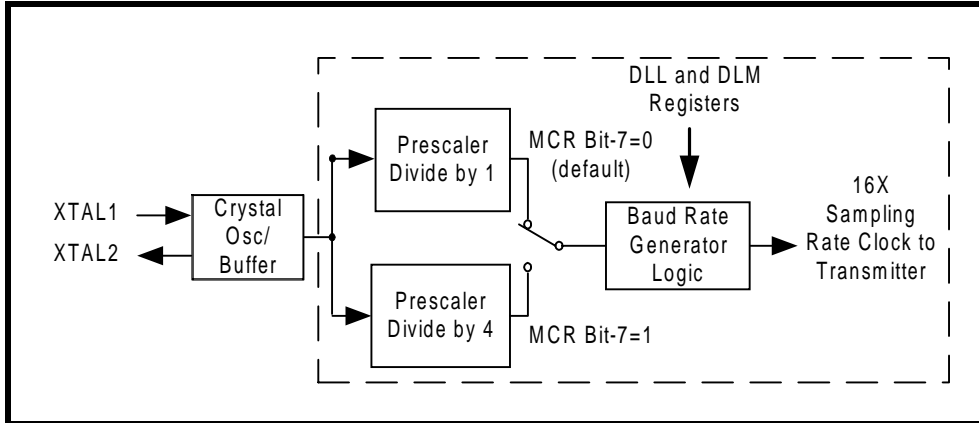 DLL and DLM
Registers
Prescaler
Divide by 1
MCR Bit-7=0
(default)
XTAL1
XTAL2
Crystal
Osc/
Buffer
Baud Rate
Generator
Logic
16X
Sampling
Rate Clock to
Transmitter
Prescaler
Divide by 4
MCR Bit-7=1